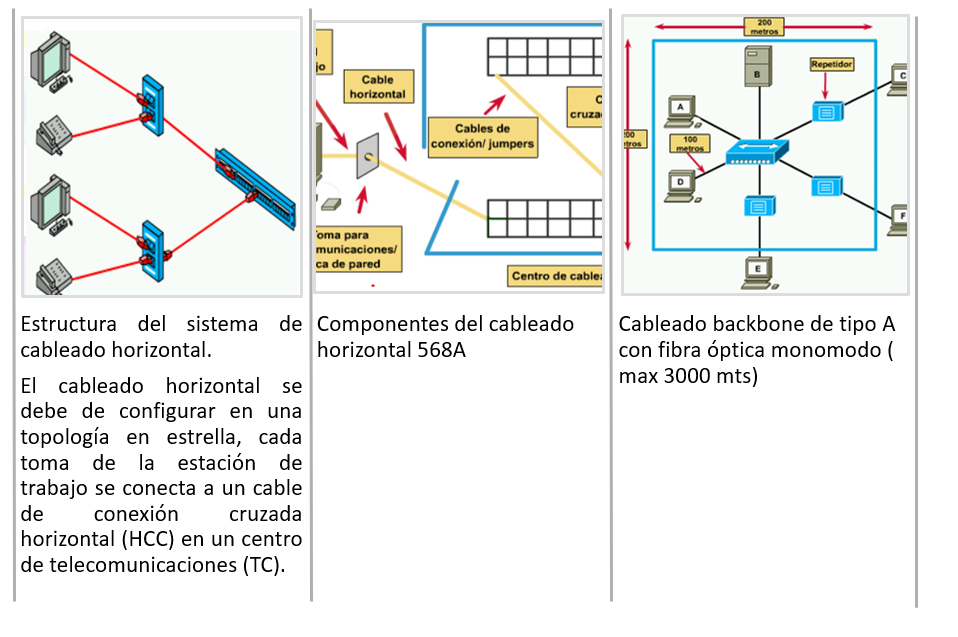 jo
Cable
horizontal
Cables de
conexión/ jumpers
C
cruza
Toma para
municaciones/
ca de pared
Centro de cablea
200
metros
B
Repetidor
C
A
00
tros
100
metros
D
F
E
Estructura del sistema de
cableado horizontal.
El cableado horizontal se
debe de configurar en una
topología en estrella, cada
toma de la estación de
trabajo se conecta a un cable
de conexión cruzada
horizontal (HCC) en un centro
de telecomunicaciones (TC).
Componentes del cableado
horizontal 568A
Cableado backbone de tipo A
con fibra óptica monomodo (
max 3000 mts)